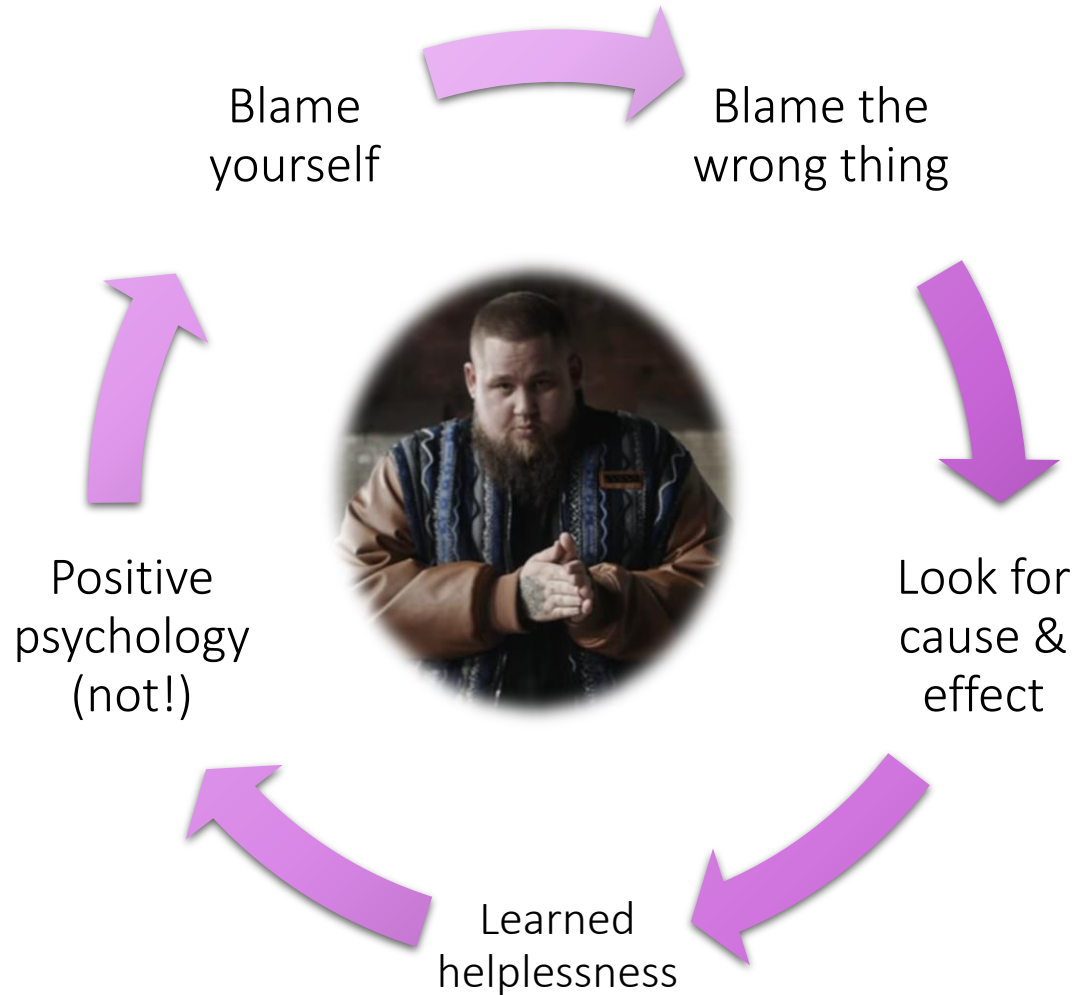 Blame
yourself
Blame the
wrong thing
Look for
cause &
effect
Learned
helplessness
Positive
psychology
(not!)